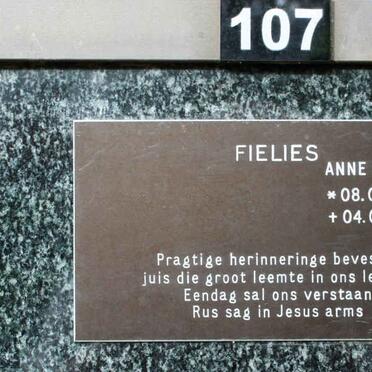 107
FIELIES
ANNE
*08.0
+04.0
Pragtige herinneringe beves
juis die groot leemte in ons le
Eendag sal ons verstaan
Rus sag in Jesus arms